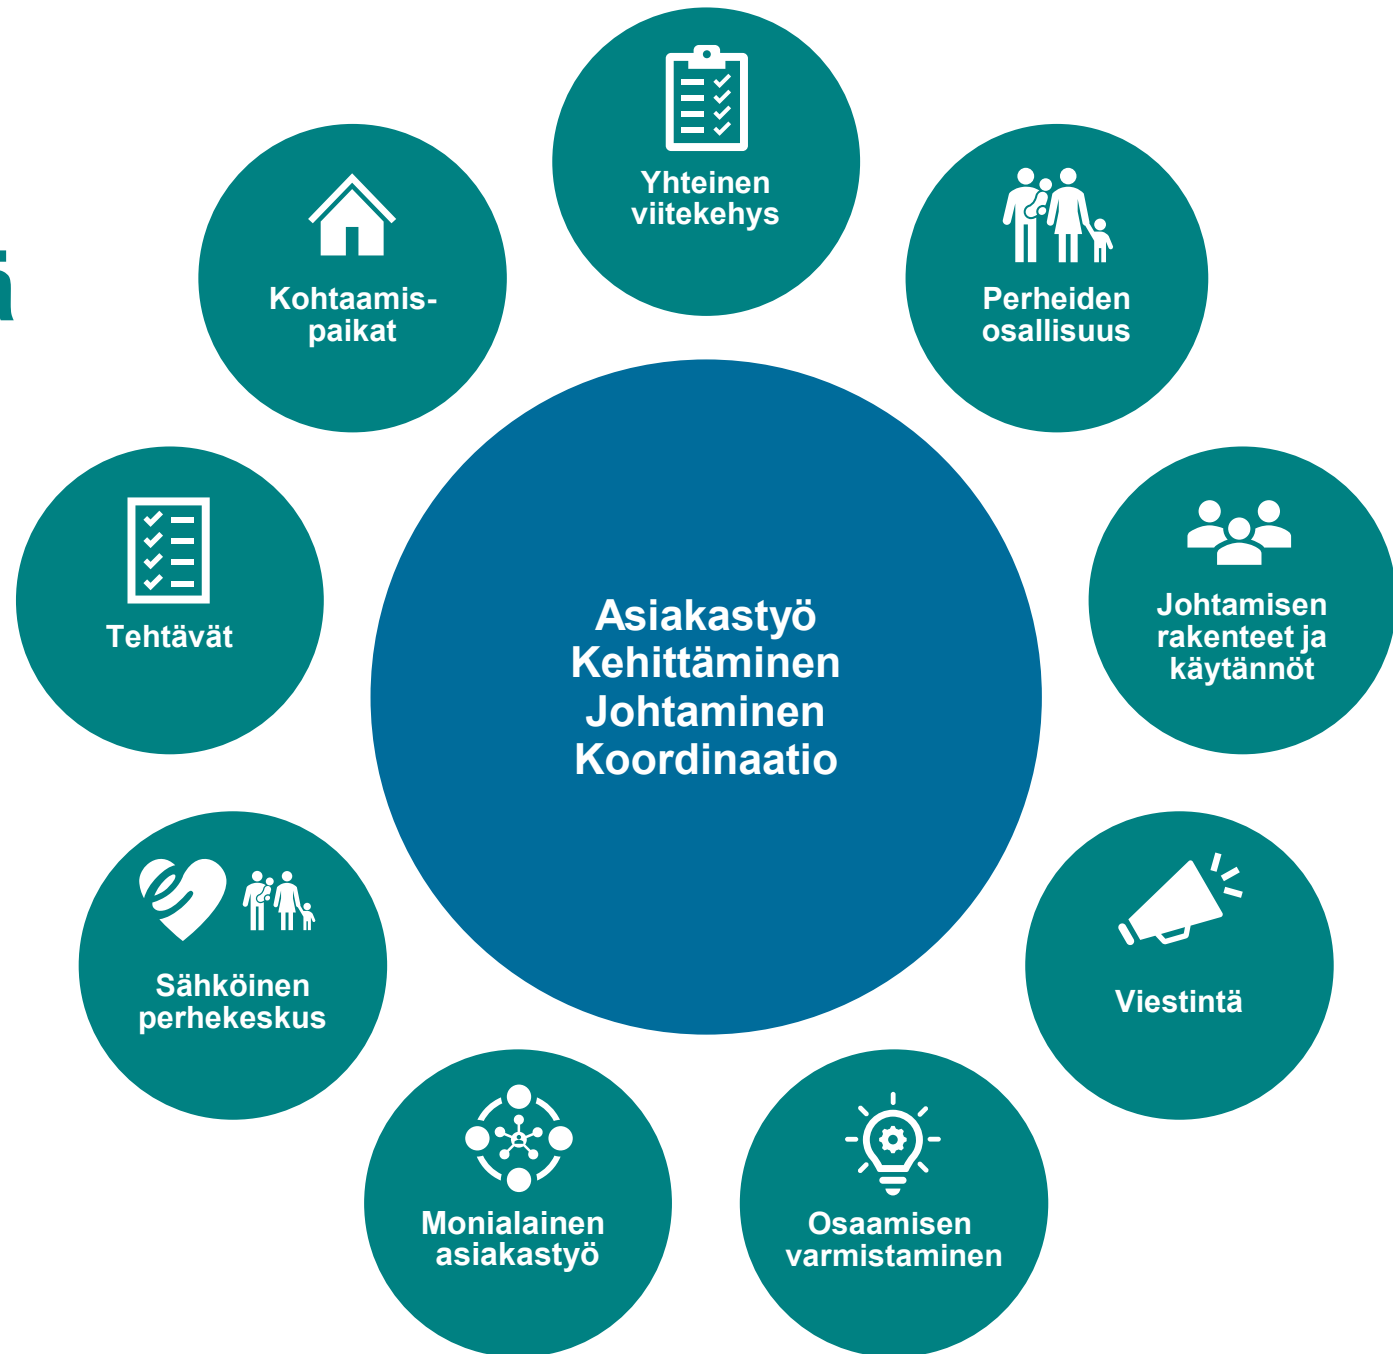 ä
Yhteinen
viitekehys
Perheiden
osallisuus
Johtamisen
rakenteet ja
käytännöt
Viestintä
Osaamisen
varmistaminen
Monialainen
asiakastyö
Sähköinen
perhekeskus
Tehtävät
Kohtaamis-
paikat
Asiakastyö
Kehittäminen
Johtaminen
Koordinaatio